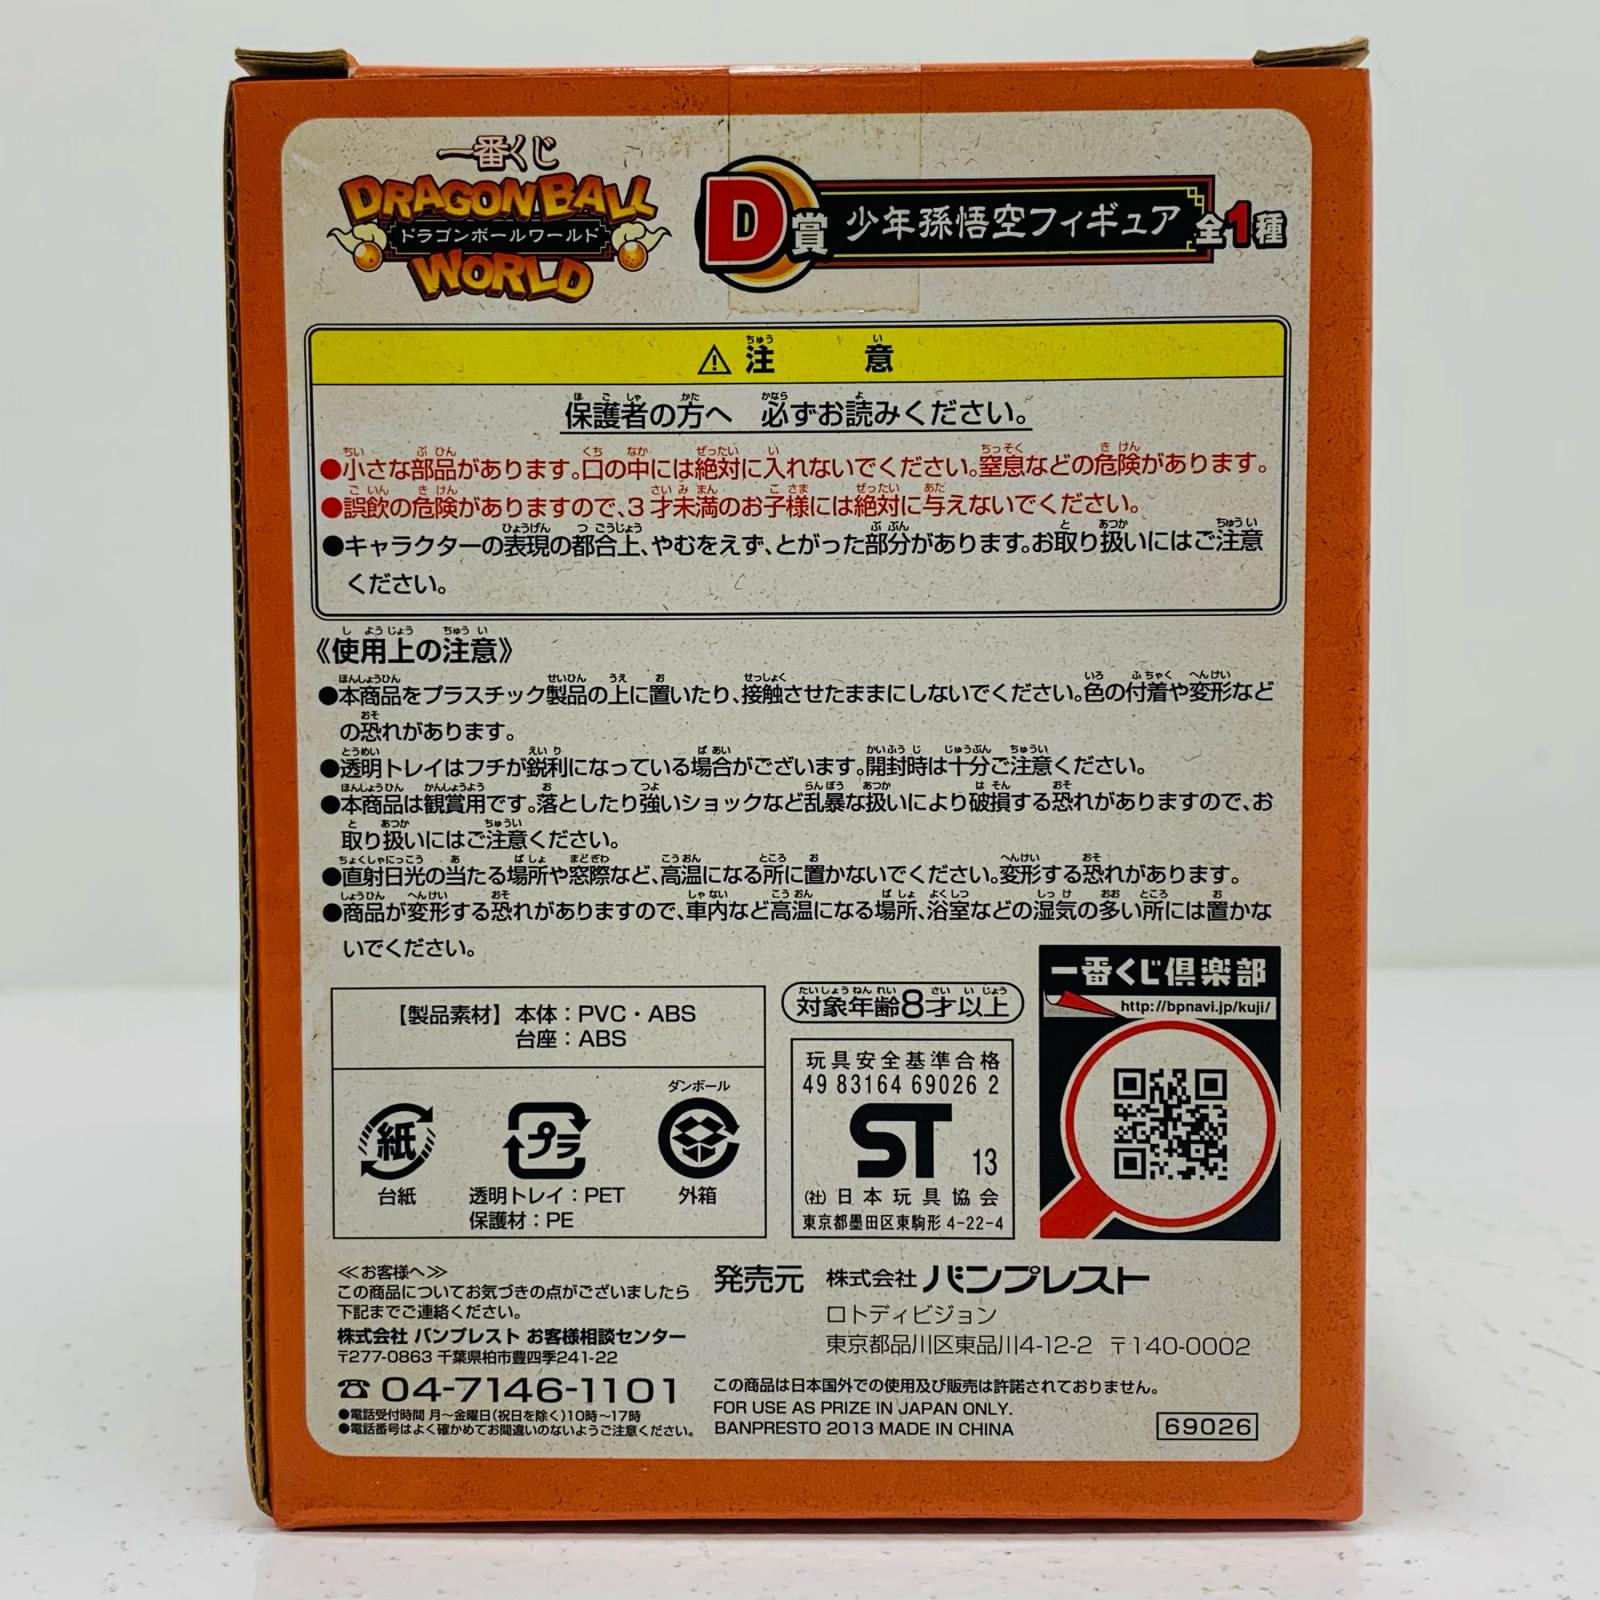 一番くじ
DRAGONBALL
ドラゴンボールワールド
WORLD
D賞 少年孫悟空フィギュア 全1種
⚠注意
保護者の方へ 必ずお読みください。
●小さな部品があります。口の中には絶対に入れないでください。窒息などの危険があります。
●誤飲の危険がありますので、3才未満のお子様には絶対に与えないでください。
●キャラクターの表現の都合上、やむをえず、とがった部分があります。お取り扱いにはご注意
ください。
《使用上の注意》
●本商品をプラスチック製品の上に置いたり、接触させたままにしないでください。色の付着や変形など
の恐れがあります。
●透明トレイはフチが鋭利になっている場合がございます。開封時は十分ご注意ください。
●本商品は観賞用です。落としたり強いショックなど乱暴な扱いにより破損する恐れがありますので、お
取り扱いにはご注意ください。
●直射日光の当たる場所や窓際など、高温になる所に置かないでください。変形する恐れがあります。
●商品が変形する恐れがありますので、車内など高温になる場所、浴室などの湿気の多い所には置かな
いでください。
【製品素材】本体：PVC・ABS
台座：ABS
紙
台紙
プラ
透明トレイ：PET
保護材：PE
ダンボール
外箱
対象年齢8才以上
玩具安全基準合格
49 83164 69026 2
ST 13
(社)日本玩具協会
東京都墨田区東駒形 4-22-4
一番くじ倶楽部
http://bpnavi.jp/kuji/
≪お客様へ≫
この商品についてお気づきの点がございましたら
下記までご連絡ください。
株式会社 バンプレスト お客様相談センター
〒277-0863 千葉県柏市豊四季241-22
☎04-7146-1101
●電話受付時間 月～金曜日(祝日を除く)10時～17時
●電話番号はよく確かめてお間違いのないようご注意ください。
発売元 株式会社 バンプレスト
ロトディビジョン
東京都品川区東品川4-12-2 〒140-0002
この商品は日本国外での使用及び販売は許諾されておりません。
FOR USE AS PRIZE IN JAPAN ONLY.
BANPRESTO 2013 MADE IN CHINA
69026